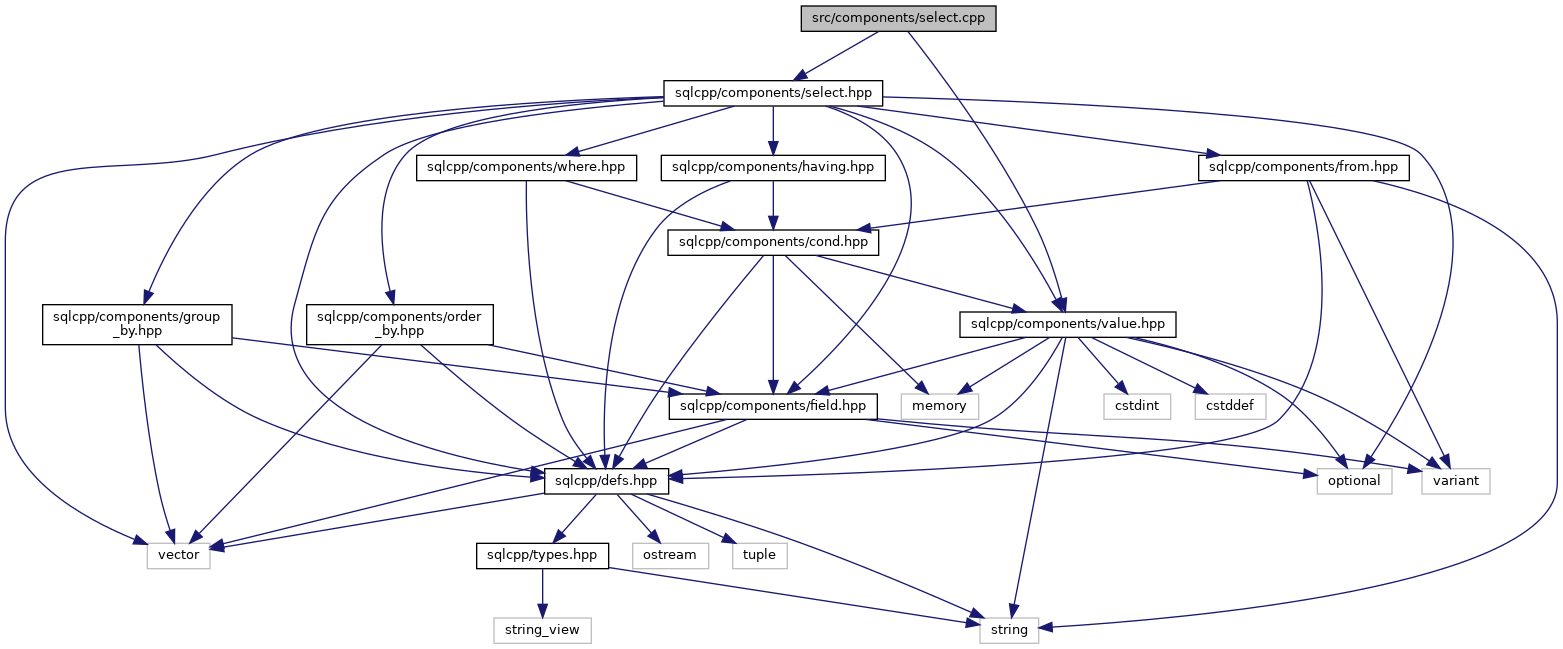 src/components/select.cpp
sqlcpp/components/select.hpp
sqlcpp/components/where.hpp
sqlcpp/components/having.hpp
sqlcpp/components/from.hpp
sqlcpp/components/cond.hpp
sqlcpp/components/group
_by.hpp
sqlcpp/components/order
_by.hpp
sqlcpp/components/value.hpp
sqlcpp/components/field.hpp
memory
cstdint
cstddef
sqlcpp/defs.hpp
optional
variant
vector
sqlcpp/types.hpp
ostream
tuple
string_view
string